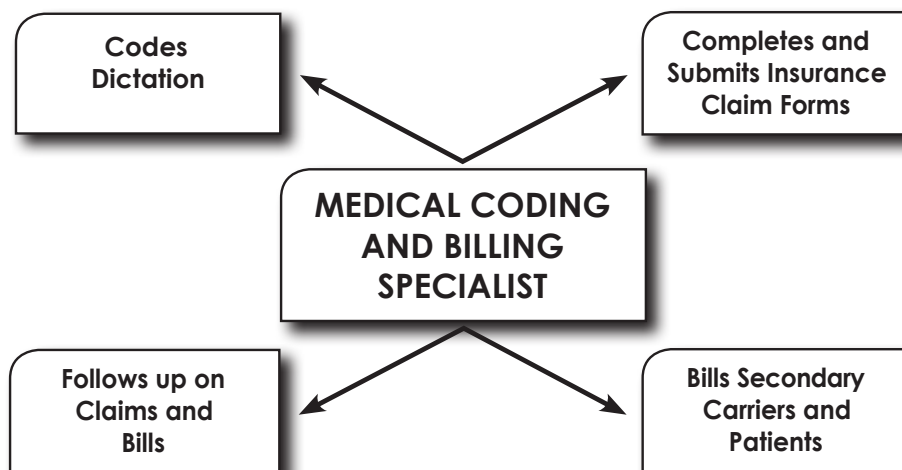 Codes
Dictation
Completes and
Submits Insurance
Claim Forms
MEDICAL CODING
AND BILLING
SPECIALIST
Follows up on
Claims and
Bills
Bills Secondary
Carriers and
Patients